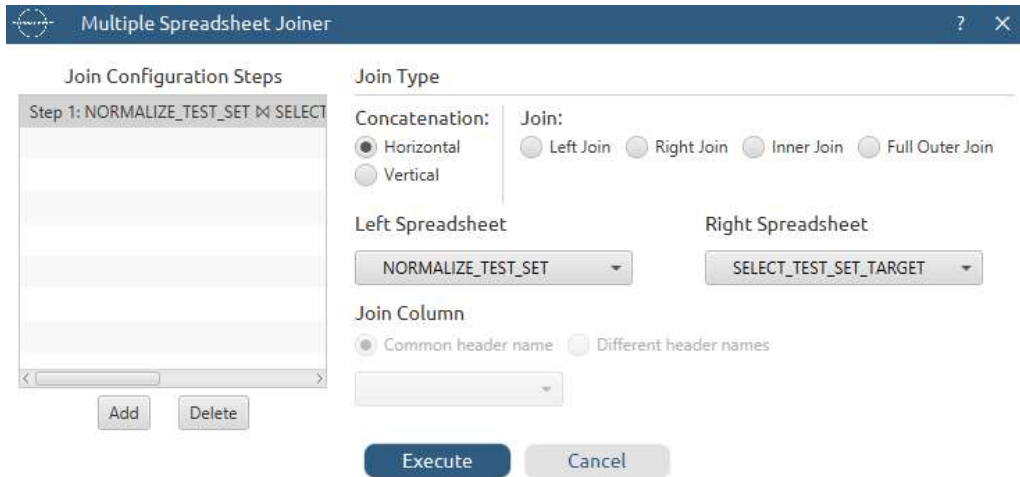 Multiple Spreadsheet Joiner ?
Join Configuration Steps
Step 1: NORMALIZE_TEST_SET ⋈ SELECT
Add Delete
Join Type
Concatenation: Join:
Horizontal Left Join Right Join Inner Join Full Outer Join
Vertical
Left Spreadsheet Right Spreadsheet
NORMALIZE_TEST_SET SELECT_TEST_SET_TARGET
Join Column
Common header name Different header names
Execute Cancel